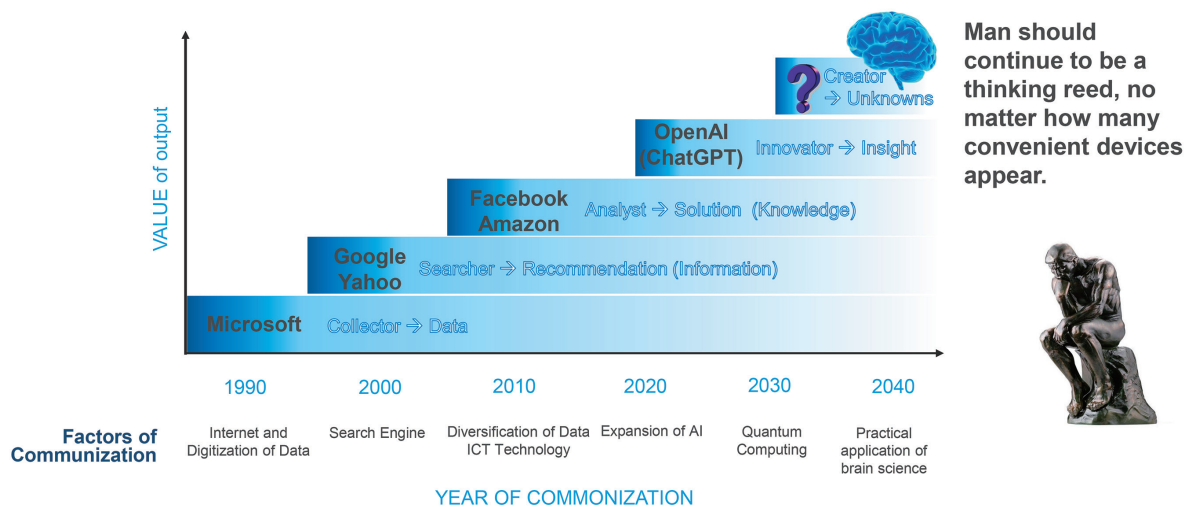 Man should
continue to be a
thinking reed, no
matter how many
convenient devices
appear.
VALUE of output
?
Creator
→ Unknowns
OpenAI
(ChatGPT)
Innovator → Insight
Facebook
Amazon
Analyst → Solution (Knowledge)
Google
Yahoo
Searcher → Recommendation (Information)
Microsoft
Collector → Data
1990
2000
2010
2020
2030
2040
Factors of
Communization
Internet and
Digitization of Data
Search Engine
Diversification of Data
ICT Technology
Expansion of AI
Quantum
Computing
Practical
application of
brain science
YEAR OF COMMONIZATION